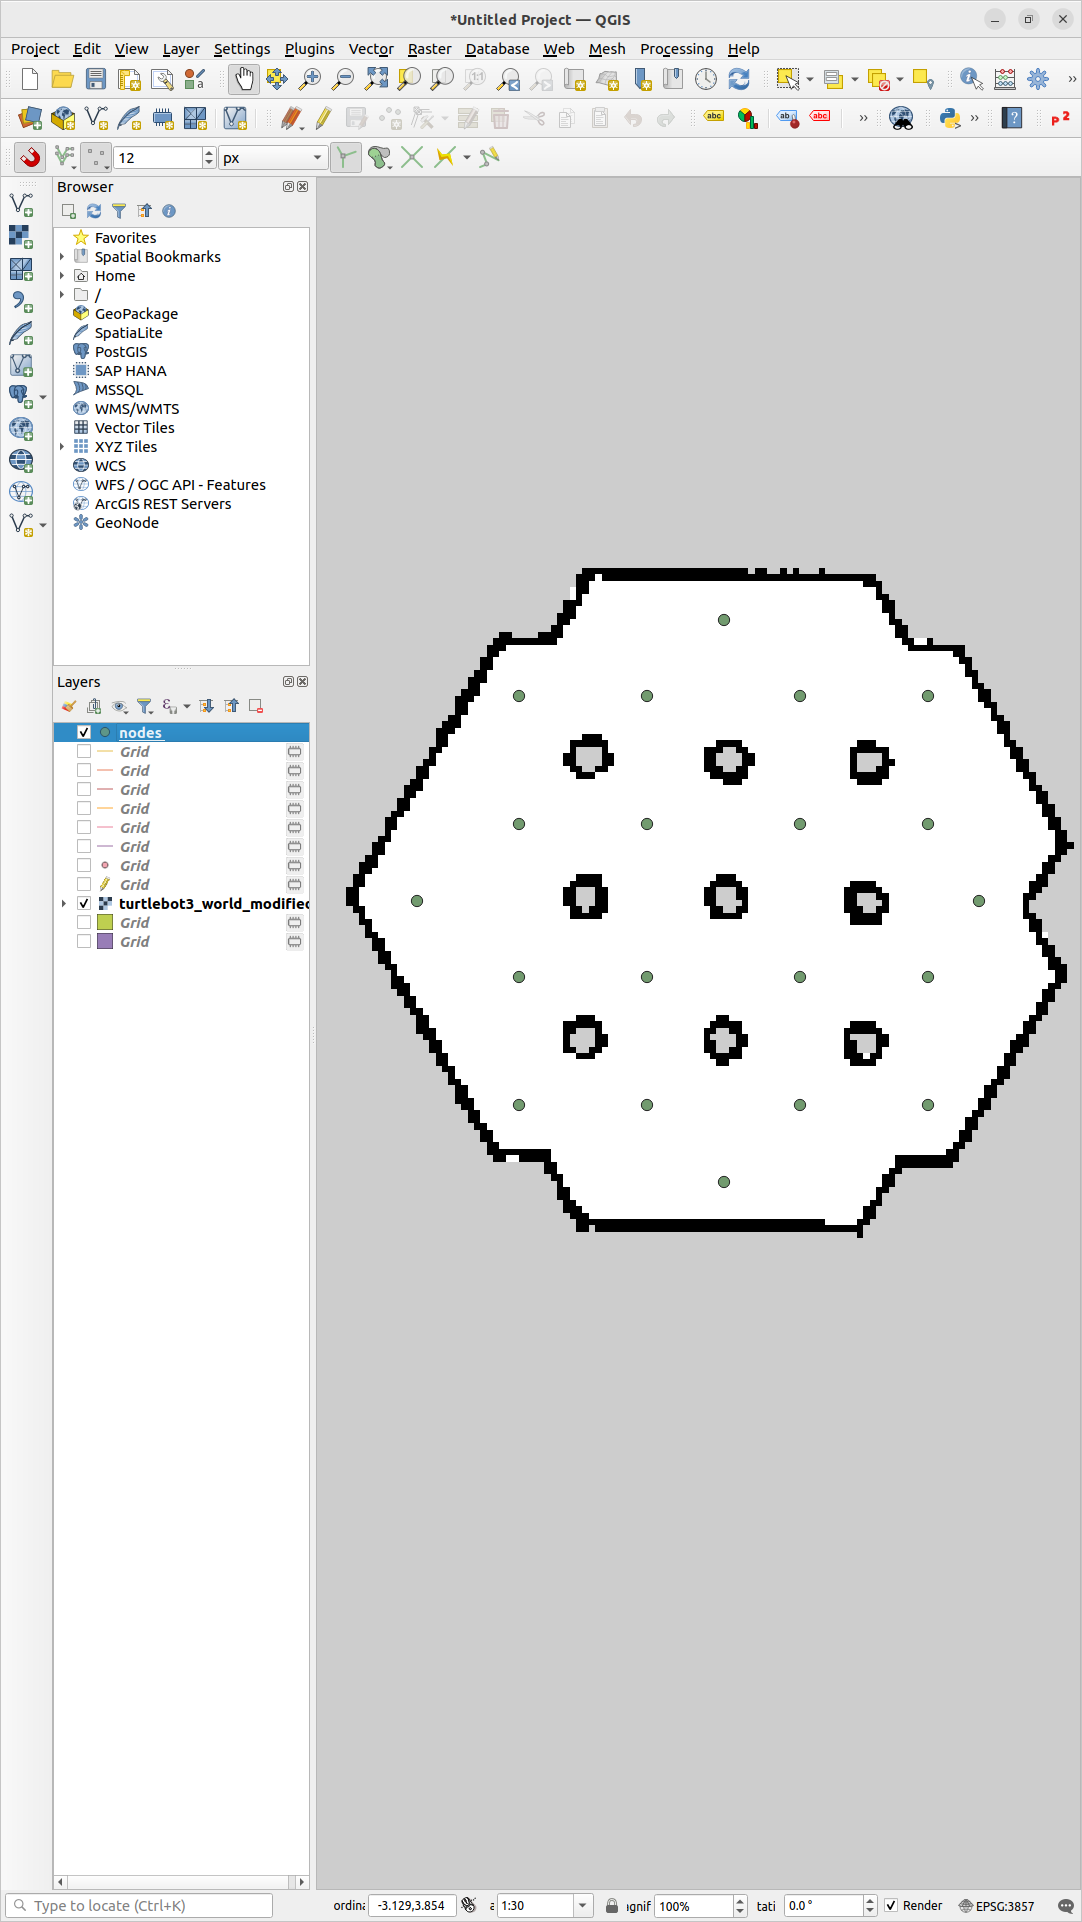 *Untitled Project — QGIS
Project Edit View Layer Settings Plugins Vector Raster Database Web Mesh Processing Help
12 px
Browser
Favorites
Spatial Bookmarks
Home
/
GeoPackage
SpatiaLite
PostGIS
SAP HANA
MSSQL
WMS/WMTS
Vector Tiles
XYZ Tiles
WCS
WFS / OGC API - Features
ArcGIS REST Servers
GeoNode
Layers
nodes
Grid
Grid
Grid
Grid
Grid
Grid
Grid
Grid
turtlebot3_world_modified
Grid
Grid
Type to locate (Ctrl+K) ordina -3.129,3.854 a 1:30 agnif 100% tati 0.0 ° Render EPSG:3857